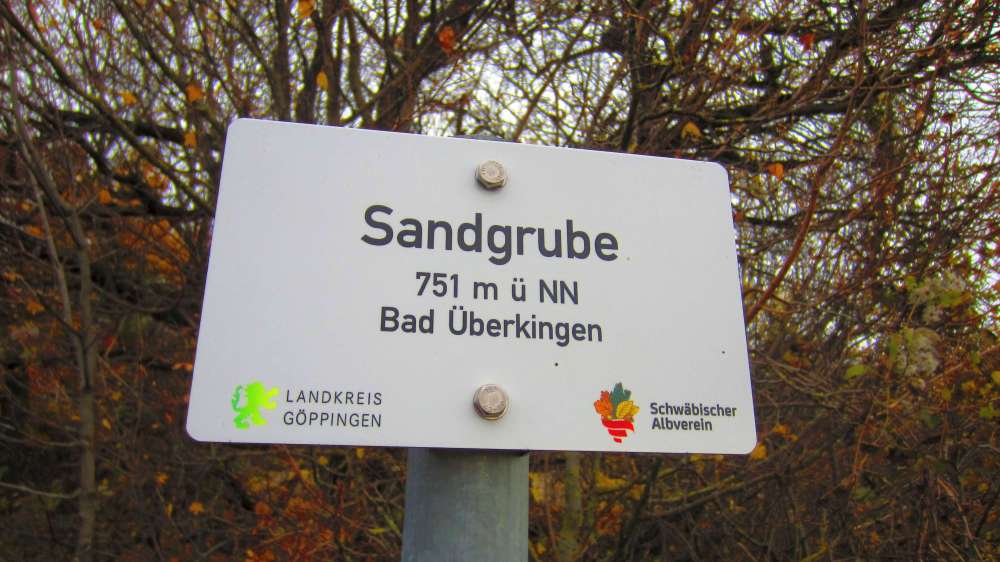 Sandgrube
751 m ü NN
Bad Überkingen
LANDKREIS
GÖPPINGEN
Schwäbischer
Albverein